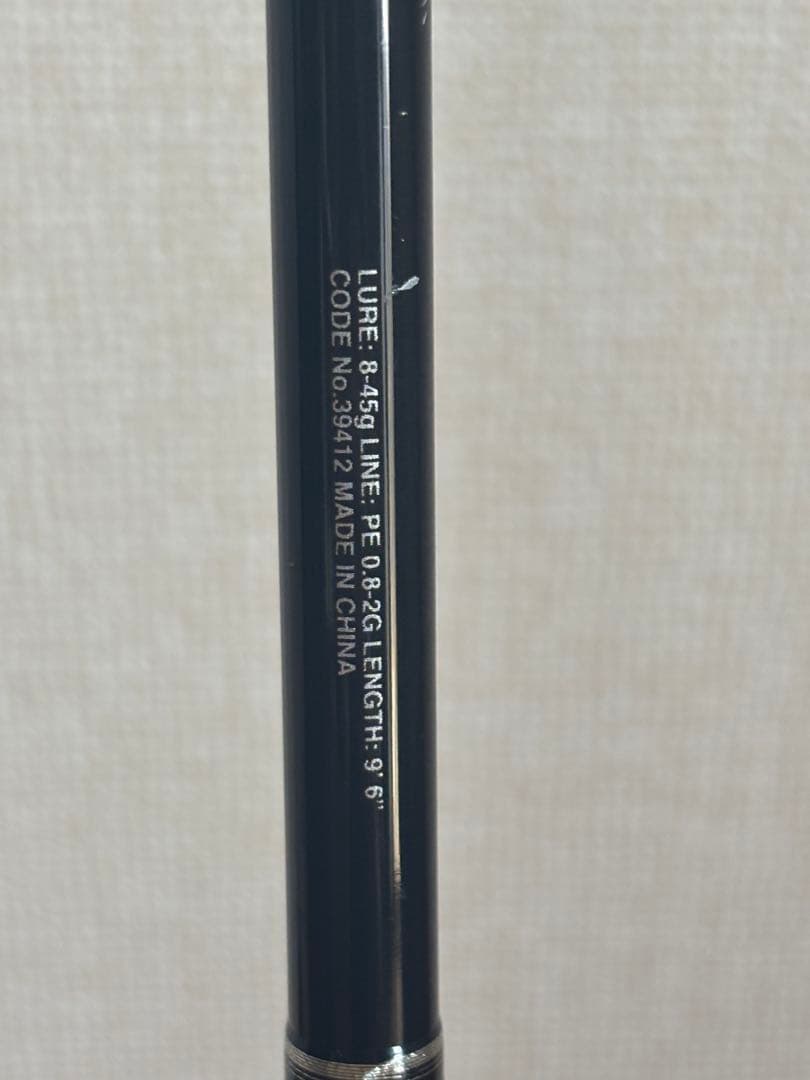 LURE: 8-45g LINE: PE 0.8-2G LENGTH: 9' 6"
CODE No.39412 MADE IN CHINA